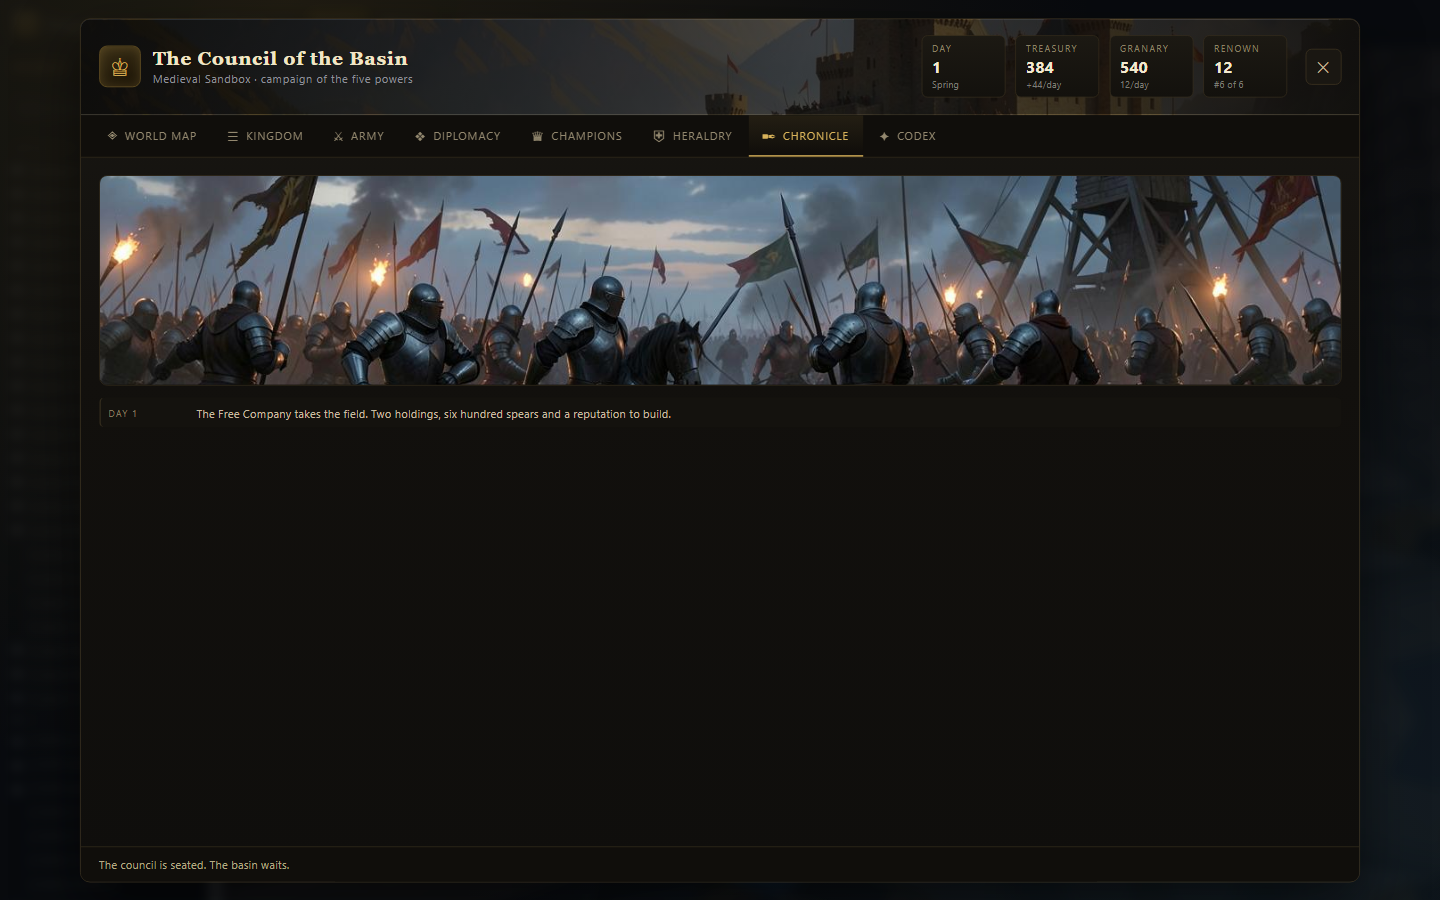 The Council of the Basin
Medieval Sandbox · campaign of the five powers
DAY
1
Spring
TREASURY
384
+44/day
GRANARY
540
12/day
RENOWN
12
#6 of 6
WORLD MAP
KINGDOM
ARMY
DIPLOMACY
CHAMPIONS
HERALDRY
CHRONICLE
CODEX
DAY 1
The Free Company takes the field. Two holdings, six hundred spears and a reputation to build.
The council is seated. The basin waits.